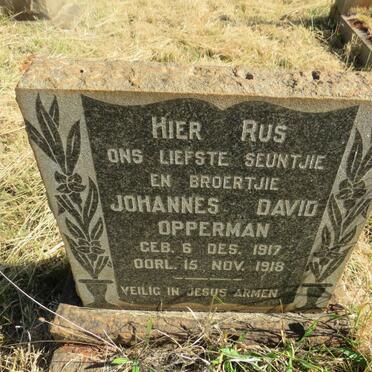 HIER RUS
ONS LIEFSTE SEUNTJIE
EN BROERTJIE
JOHANNES DAVID
OPPERMAN
GEB. 6 DES. 1917
OORL. 15 NOV. 1918
VEILIG IN JESUS ARMEN